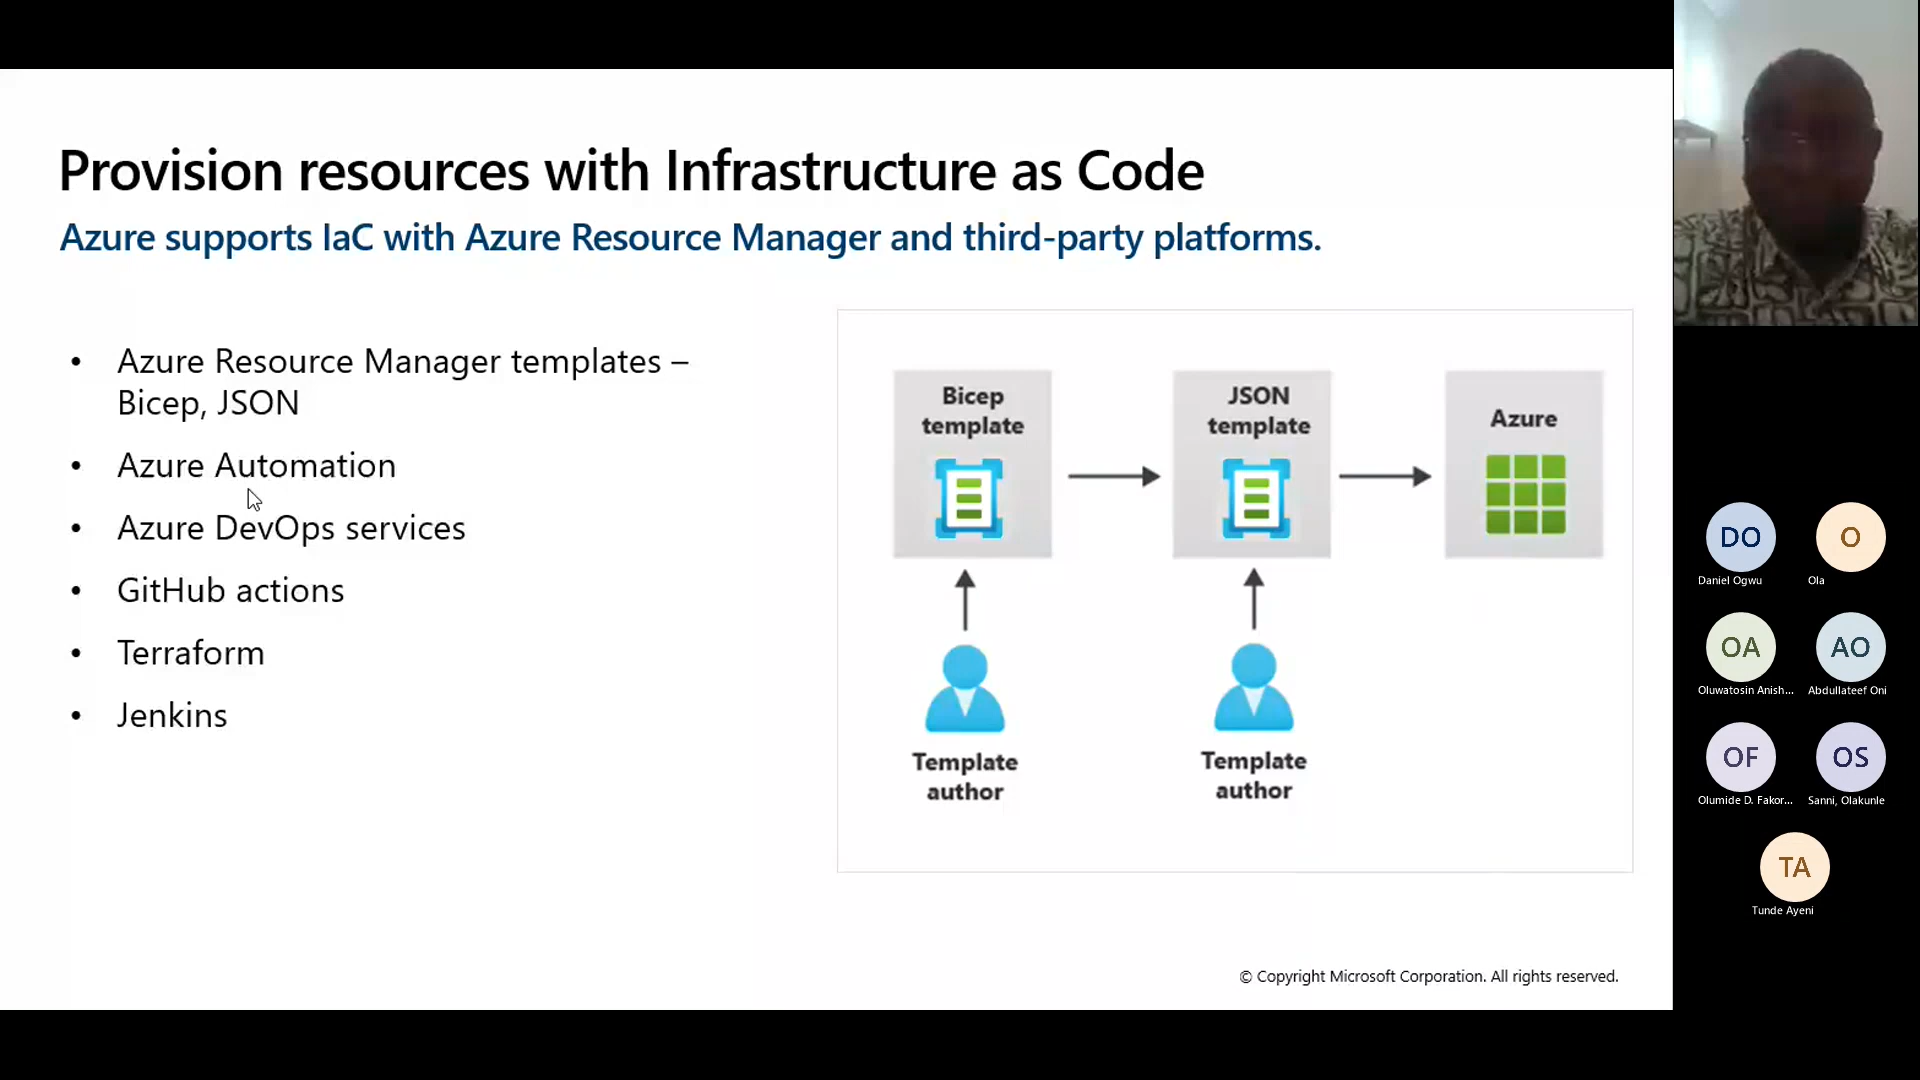 Provision resources with Infrastructure as Code
Azure supports IaC with Azure Resource Manager and third-party platforms.
• Azure Resource Manager templates –
Bicep, JSON
• Azure Automation
• Azure DevOps services
• GitHub actions
• Terraform
• Jenkins
Bicep
template
JSON
template
Azure
Template
author
Template
author
© Copyright Microsoft Corporation. All rights reserved.
DO
Daniel Ogwu
O
Ola
OA
Oluwatosin Anish...
AO
Abdullateef Oni
OF
Olumide D. Fakor...
OS
Sanni, Olakunle
TA
Tunde Ayeni